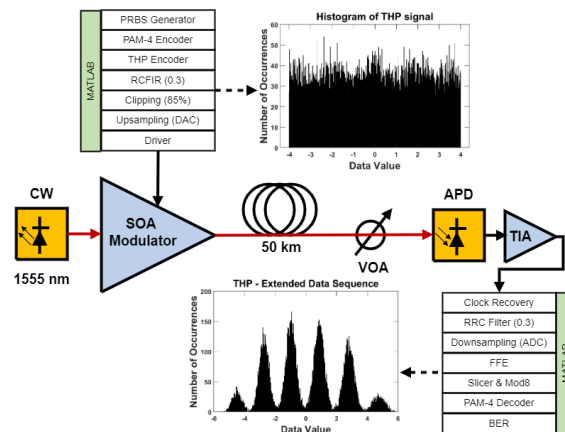 MATLAB
PRBS Generator
PAM-4 Encoder
THP Encoder
RCFIR (0.3)
Clipping (85%)
Upsampling (DAC)
Driver
Histogram of THP signal
Number of Occurrences
60
50
40
30
20
10
0
-4 -3 -2 -1 0 1 2 3 4
Data Value
CW
1555 nm
SOA
Modulator
50 km
VOA
APD
TIA
THP - Extended Data Sequence
Number of Occurrences
200
150
100
50
0
-6 -4 -2 0 2 4 6
Data Value
Clock Recovery
RRC Filter (0.3)
Downsampling (ADC)
FFE
Slicer & Mod8
PAM-4 Decoder
BER
MATLAB